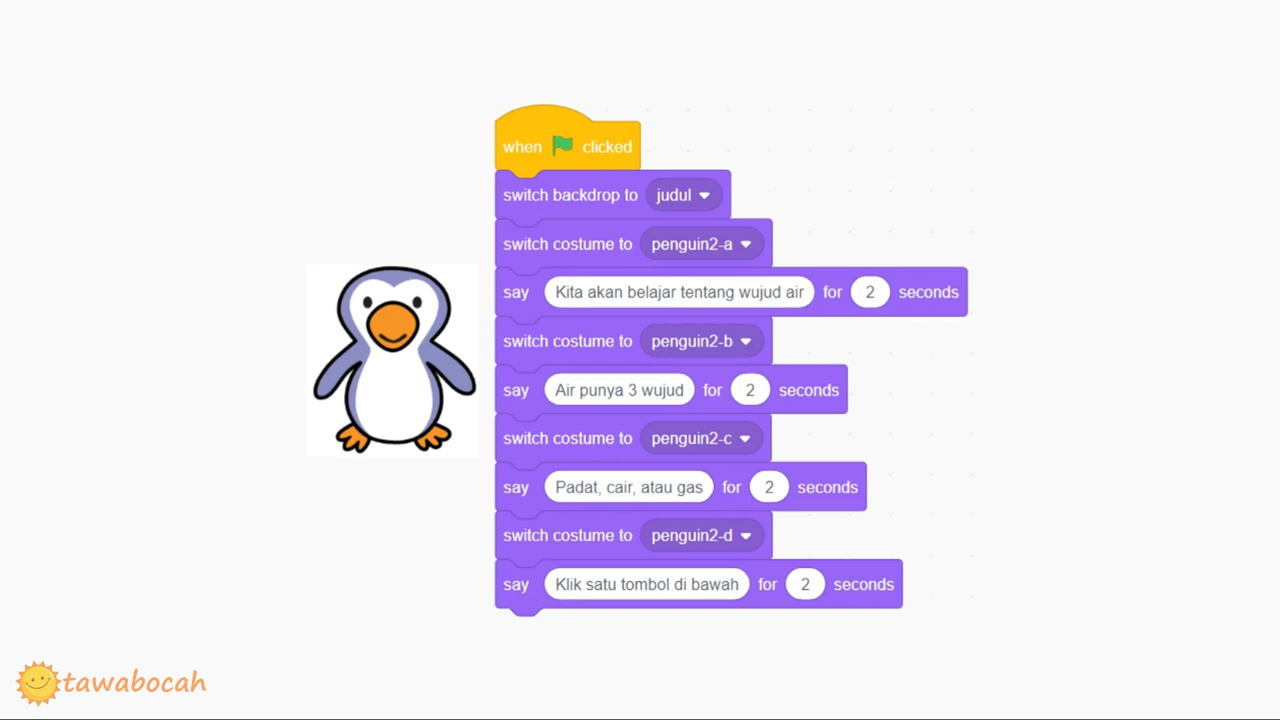 when clicked
switch backdrop to judul
switch costume to penguin2-a
say Kita akan belajar tentang wujud air for 2 seconds
switch costume to penguin2-b
say Air punya 3 wujud for 2 seconds
switch costume to penguin2-c
say Padat, cair, atau gas for 2 seconds
switch costume to penguin2-d
say Klik satu tombol di bawah for 2 seconds
tawabocah